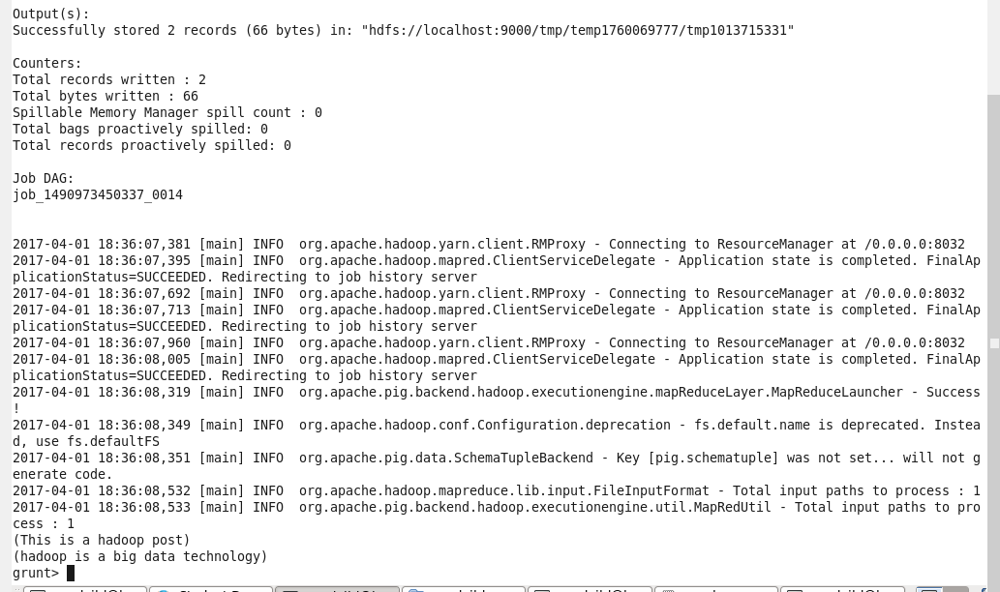 Output(s):
Successfully stored 2 records (66 bytes) in: "hdfs://localhost:9000/tmp/temp1760069777/tmp1013715331"
Counters:
Total records written : 2
Total bytes written : 66
Spillable Memory Manager spill count : 0
Total bags proactively spilled: 0
Total records proactively spilled: 0
Job DAG:
job_1490973450337_0014
2017-04-01 18:36:07,381 [main] INFO  org.apache.hadoop.yarn.client.RMProxy - Connecting to ResourceManager at /0.0.0.0:8032
2017-04-01 18:36:07,395 [main] INFO  org.apache.hadoop.mapred.ClientServiceDelegate - Application state is completed. FinalAp
plicationStatus=SUCCEEDED. Redirecting to job history server
2017-04-01 18:36:07,692 [main] INFO  org.apache.hadoop.yarn.client.RMProxy - Connecting to ResourceManager at /0.0.0.0:8032
2017-04-01 18:36:07,713 [main] INFO  org.apache.hadoop.mapred.ClientServiceDelegate - Application state is completed. FinalAp
plicationStatus=SUCCEEDED. Redirecting to job history server
2017-04-01 18:36:07,960 [main] INFO  org.apache.hadoop.yarn.client.RMProxy - Connecting to ResourceManager at /0.0.0.0:8032
2017-04-01 18:36:08,005 [main] INFO  org.apache.hadoop.mapred.ClientServiceDelegate - Application state is completed. FinalAp
plicationStatus=SUCCEEDED. Redirecting to job history server
2017-04-01 18:36:08,319 [main] INFO  org.apache.pig.backend.hadoop.executionengine.mapReduceLayer.MapReduceLauncher - Success
!
2017-04-01 18:36:08,349 [main] INFO  org.apache.hadoop.conf.Configuration.deprecation - fs.default.name is deprecated. Instea
d, use fs.defaultFS
2017-04-01 18:36:08,351 [main] INFO  org.apache.pig.data.SchemaTupleBackend - Key [pig.schematuple] was not set... will not g
enerate code.
2017-04-01 18:36:08,532 [main] INFO  org.apache.hadoop.mapreduce.lib.input.FileInputFormat - Total input paths to process : 1
2017-04-01 18:36:08,533 [main] INFO  org.apache.pig.backend.hadoop.executionengine.util.MapRedUtil - Total input paths to pro
cess : 1
(This is a hadoop post)
(hadoop is a big data technology)
grunt>